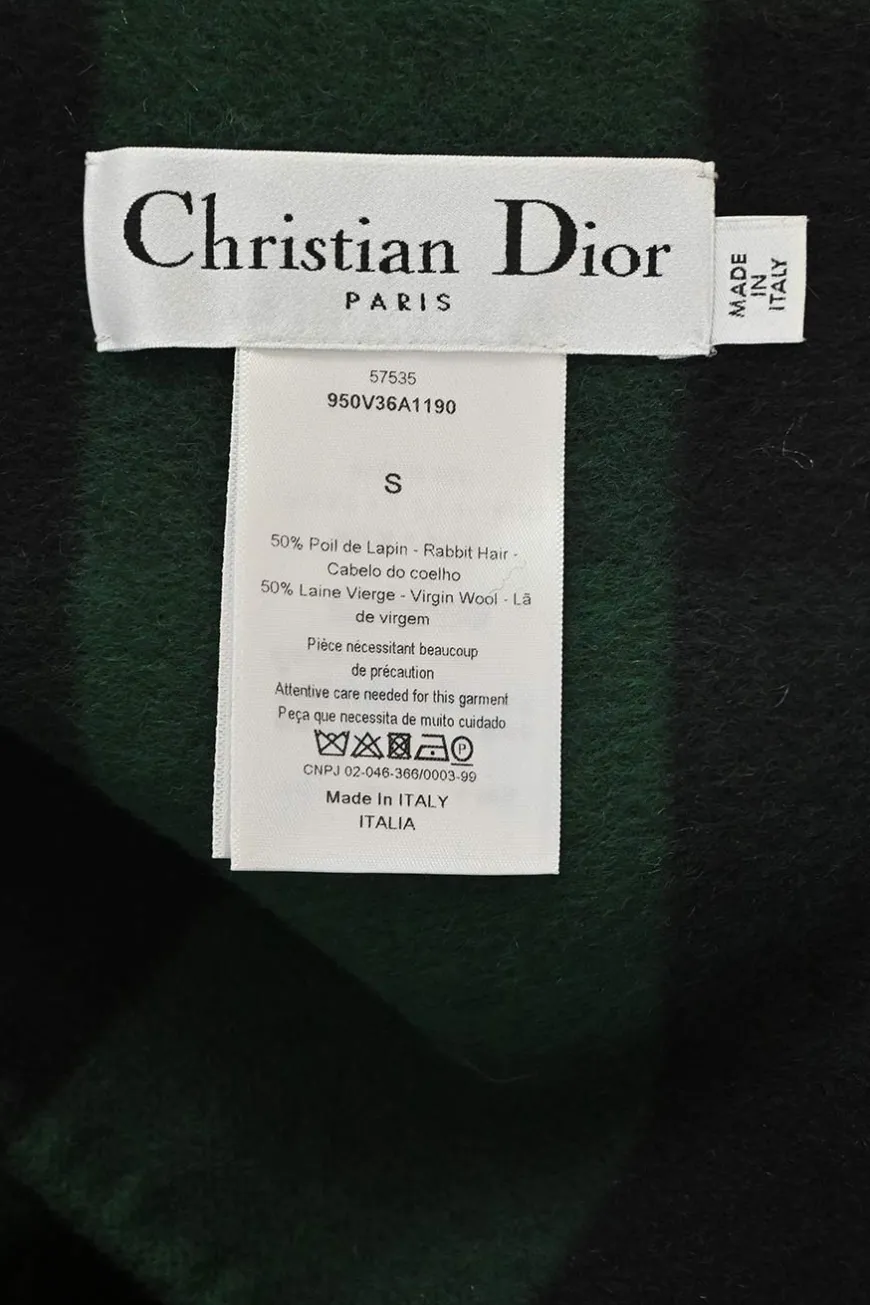 Christian Dior
PARIS
MADE
IN
ITALY
57535
950V36A1190
S
50% Poil de Lapin - Rabbit Hair -
Cabelo do coelho
50% Laine Vierge - Virgin Wool - Lã
de virgem
Pièce nécessitant beaucoup
de précaution
Attentive care needed for this garment
Peça que necessita de muito cuidado
P
CNPJ 02-046-366/0003-99
Made In ITALY
ITALIA